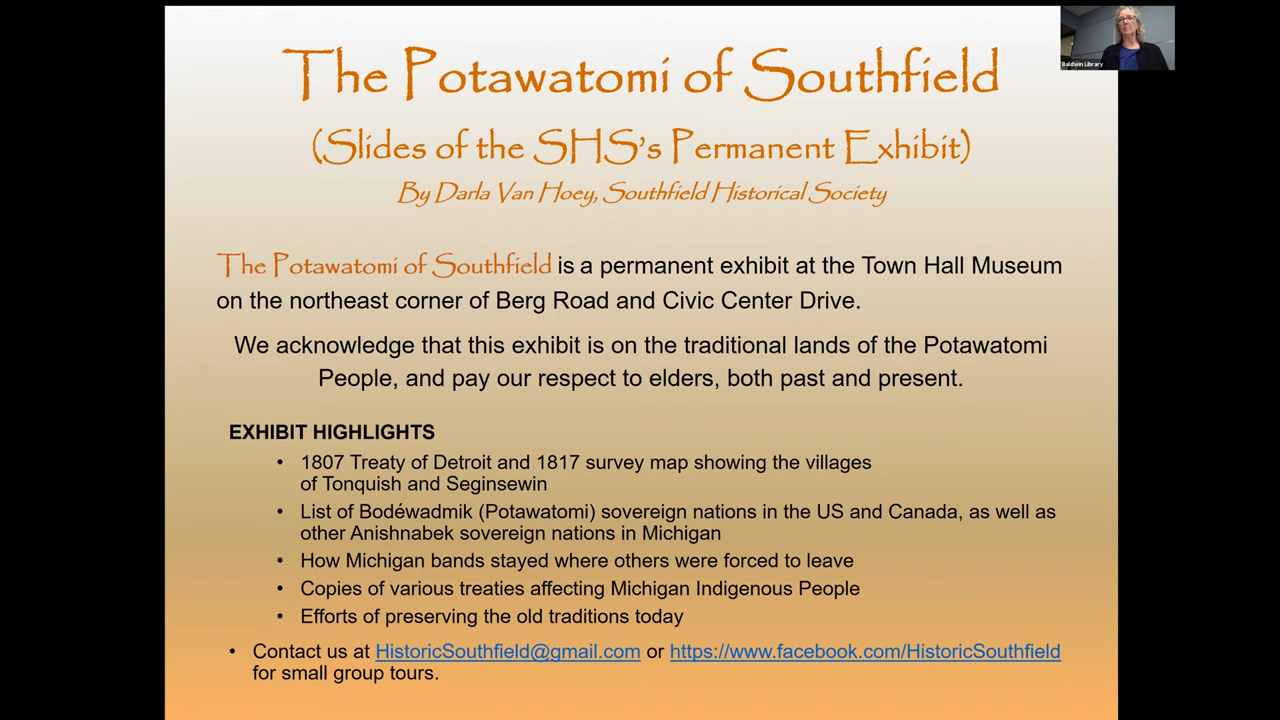 The Potawatomi of Southfield
(Slides of the SHS's Permanent Exhibit)
By Darla Van Hoey, Southfield Historical Society
The Potawatomi of Southfield is a permanent exhibit at the Town Hall Museum
on the northeast corner of Berg Road and Civic Center Drive.
We acknowledge that this exhibit is on the traditional lands of the Potawatomi
People, and pay our respect to elders, both past and present.
EXHIBIT HIGHLIGHTS
• 1807 Treaty of Detroit and 1817 survey map showing the villages
of Tonquish and Seginsewin
• List of Bodéwadmik (Potawatomi) sovereign nations in the US and Canada, as well as
other Anishnabek sovereign nations in Michigan
• How Michigan bands stayed where others were forced to leave
• Copies of various treaties affecting Michigan Indigenous People
• Efforts of preserving the old traditions today
• Contact us at HistoricSouthfield@gmail.com or https://www.facebook.com/HistoricSouthfield
for small group tours.
Baldwin Library